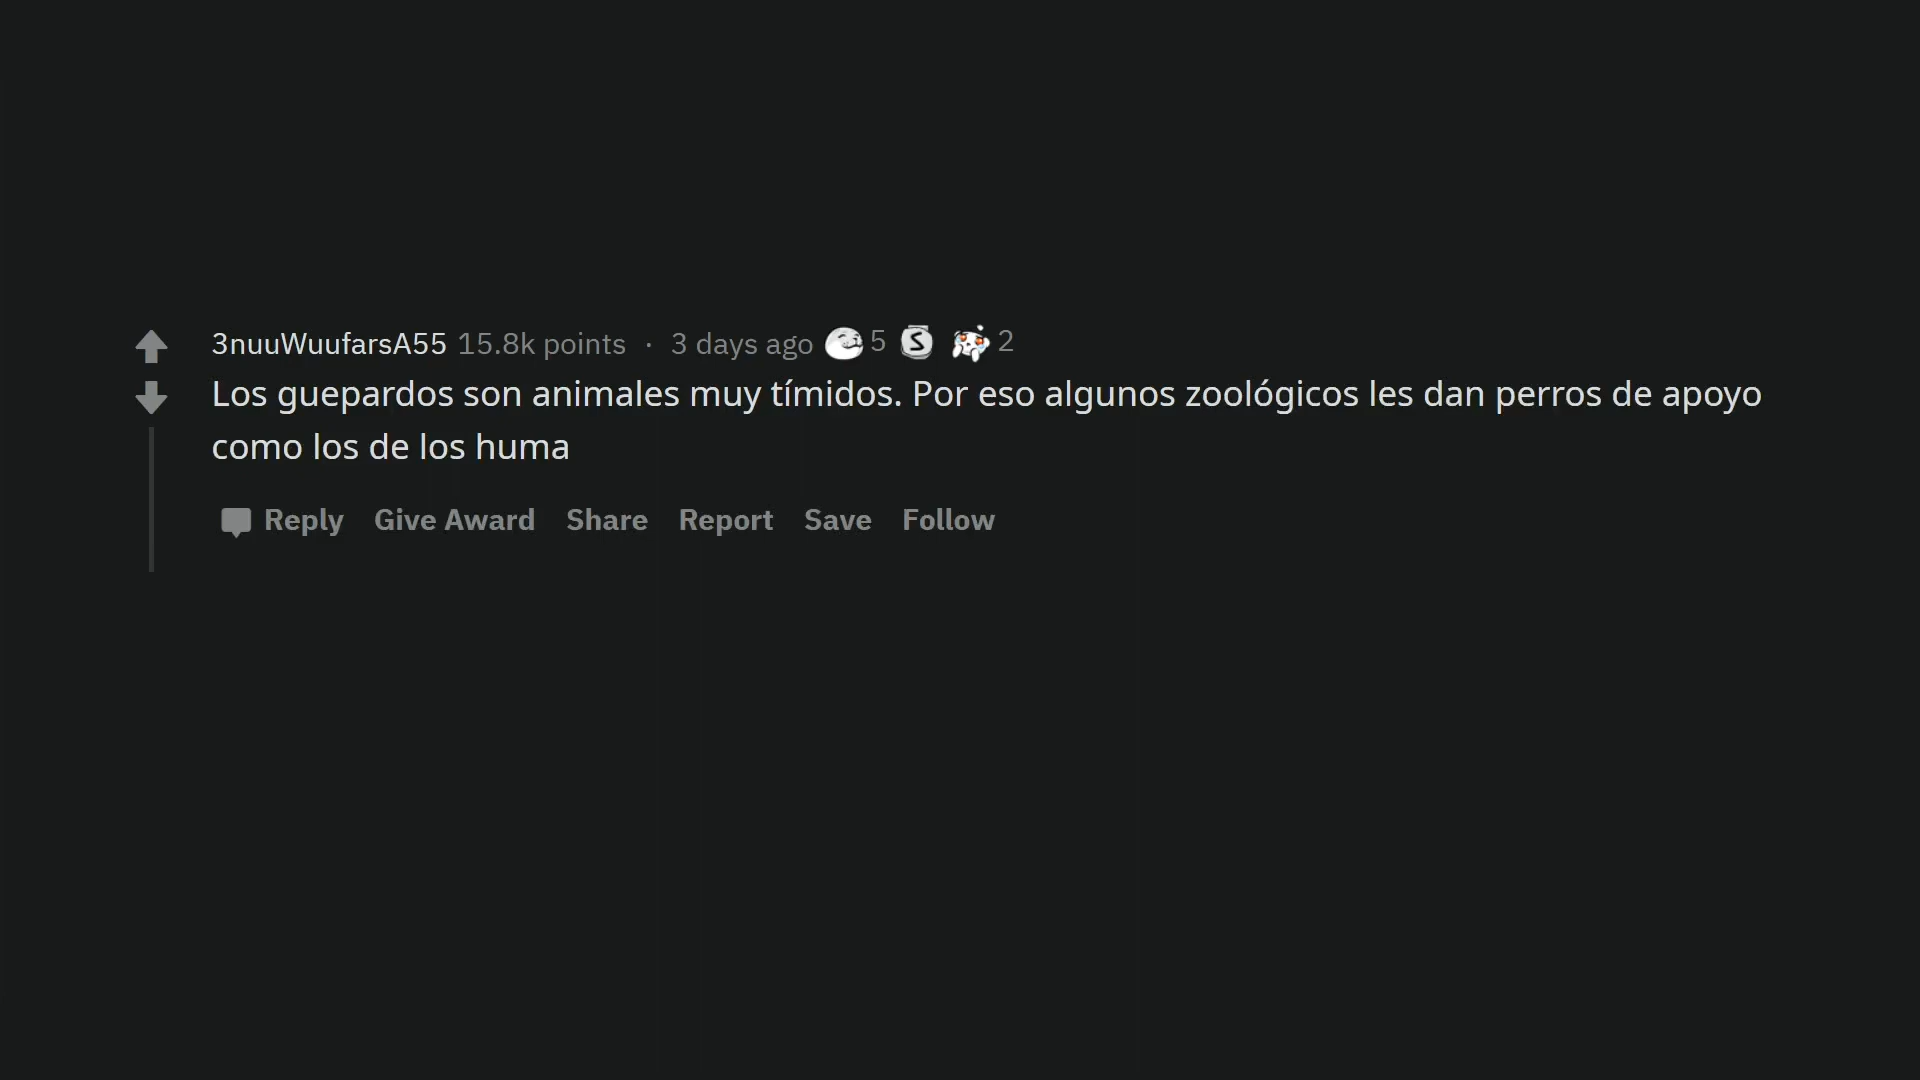 3nuuWuufarsA55 15.8k points · 3 days ago 5 S 2
Los guepardos son animales muy tímidos. Por eso algunos zoológicos les dan perros de apoyo
como los de los huma
Reply Give Award Share Report Save Follow